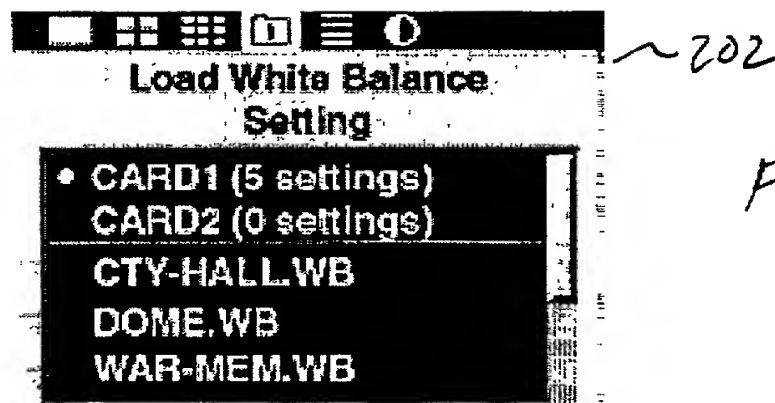 202
Load White Balance
Setting
• CARD1 (5 settings)
CARD2 (0 settings)
CTY-HALL.WB
DOME.WB
WAR-MEM.WB
F